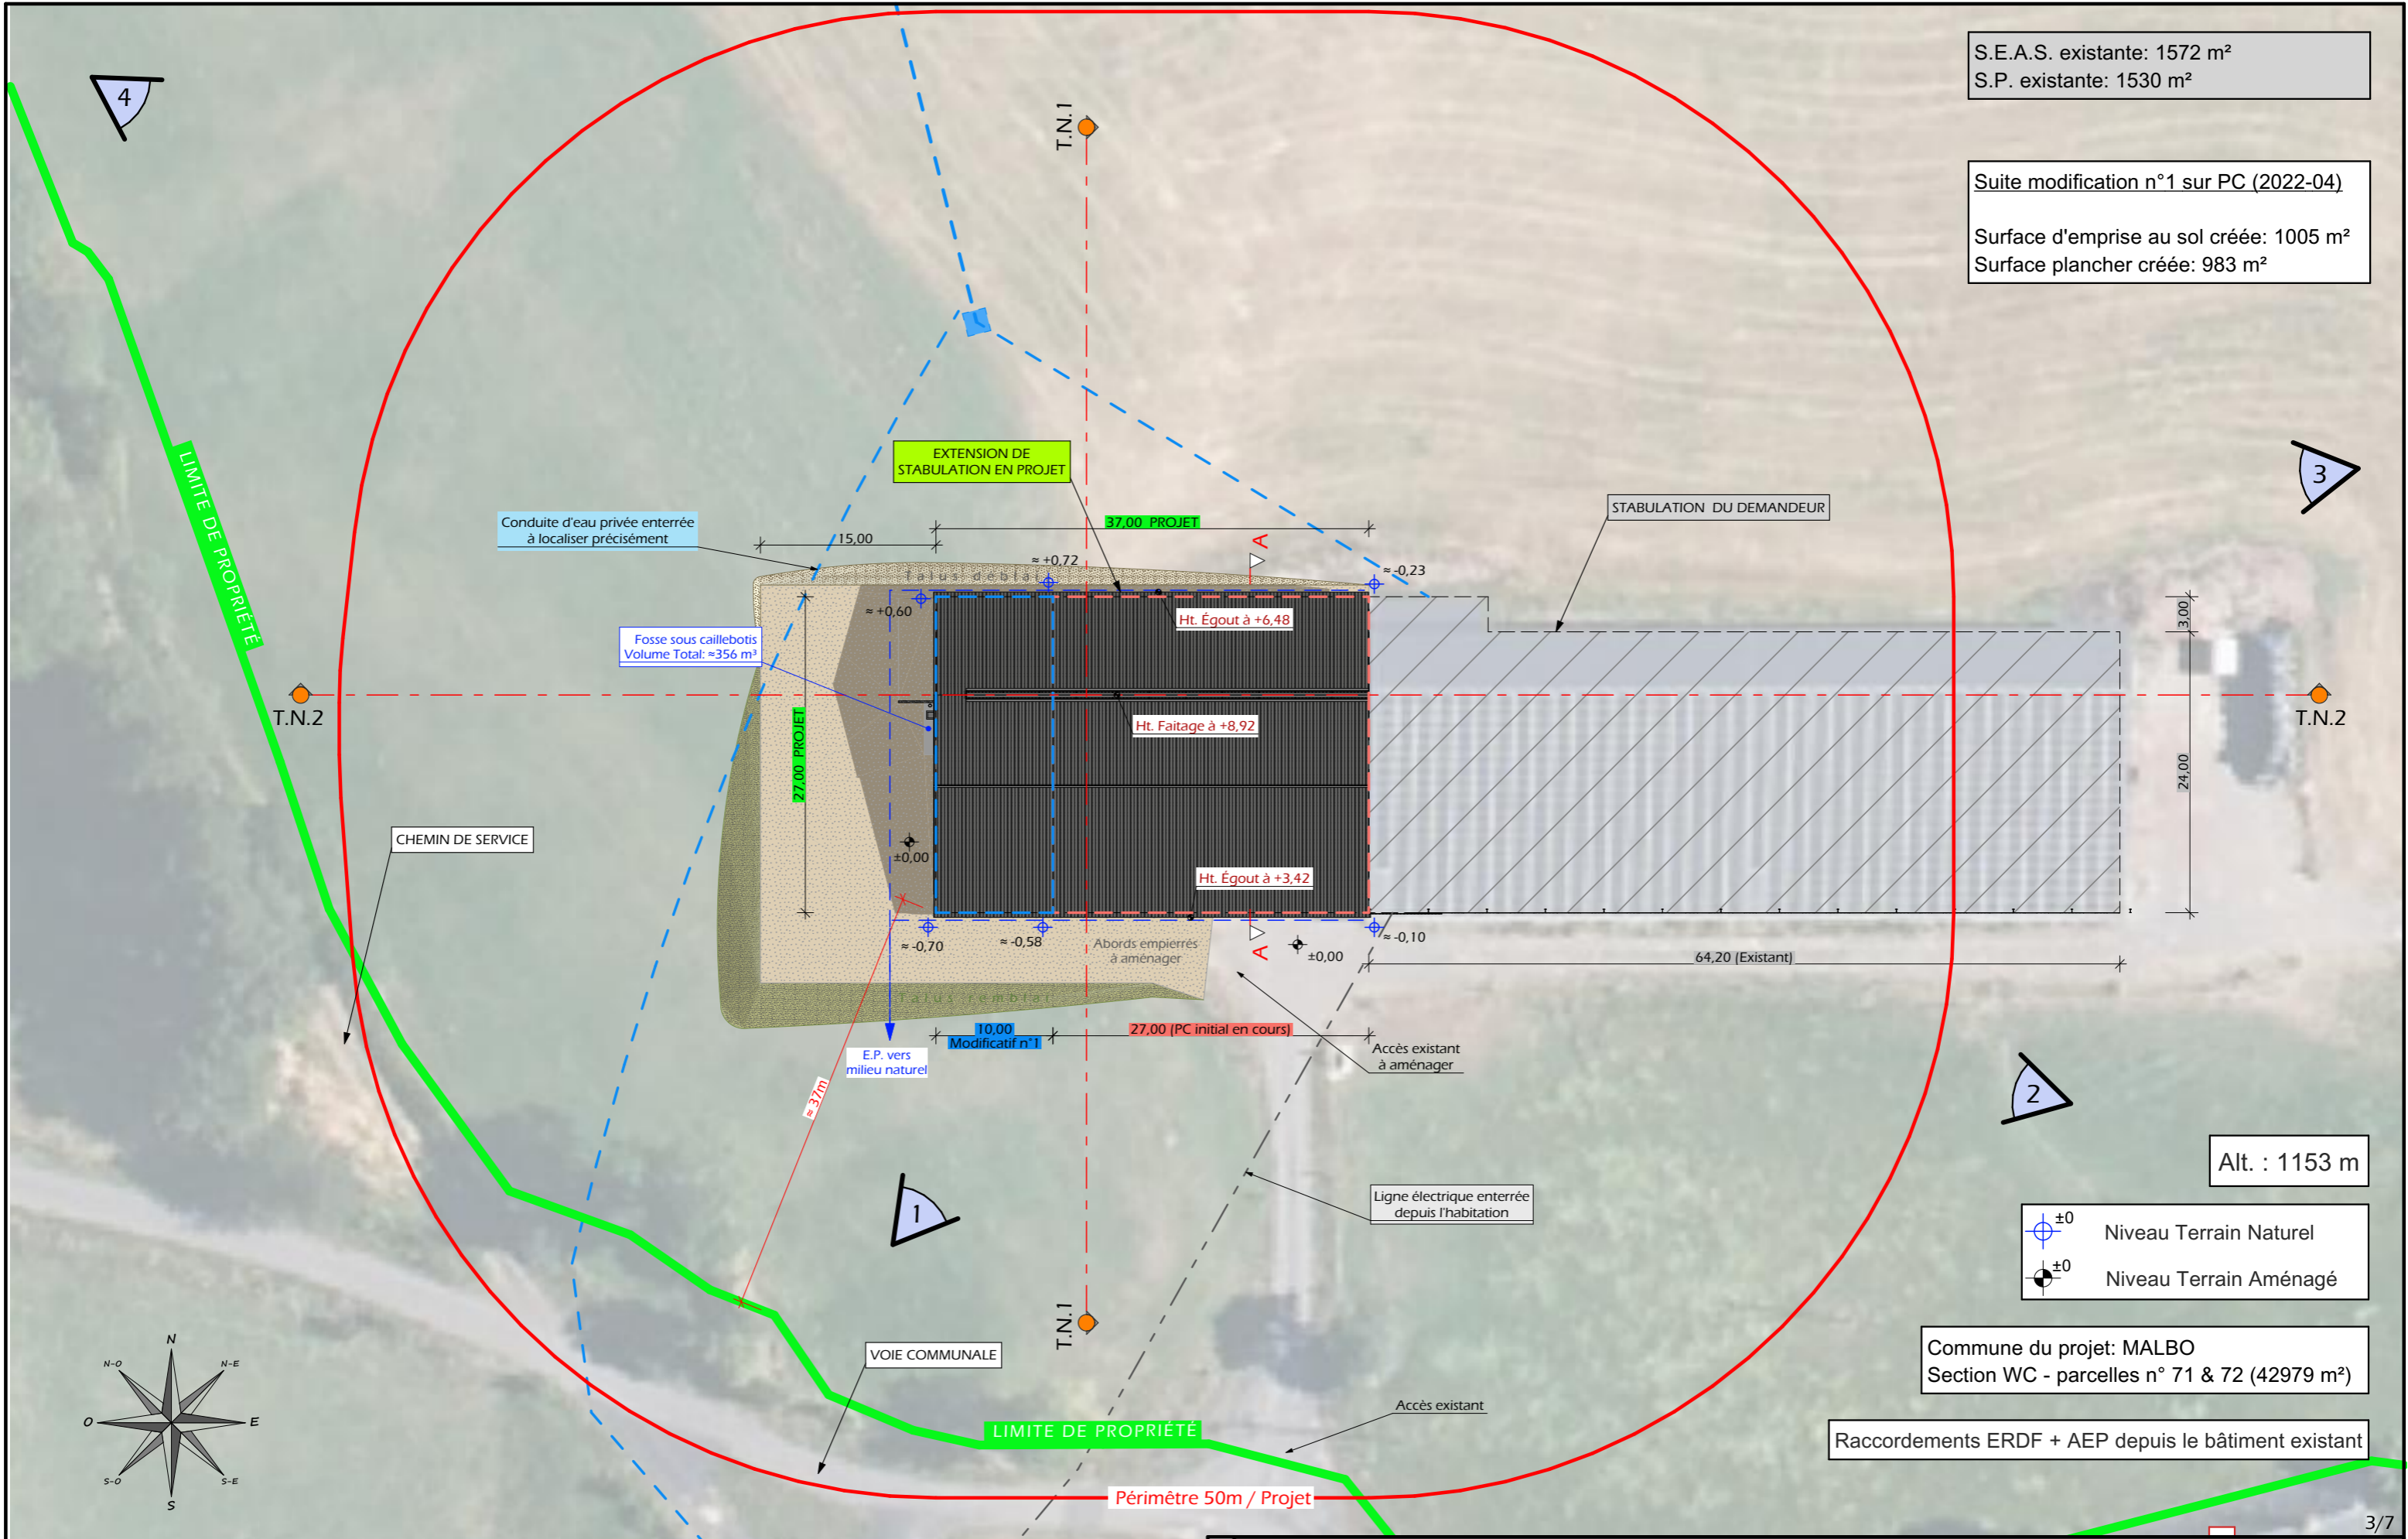 S.E.A.S. existante: 1572 m²
S.P. existante: 1530 m²
Suite modification n°1 sur PC (2022-04)
Surface d'emprise au sol créée: 1005 m²
Surface plancher créée: 983 m²
4
T.N.1
3
LIMITE DE PROPRIÉTÉ
EXTENSION DE
STABULATION EN PROJET
STABULATION DU DEMANDEUR
Conduite d'eau privée enterrée
à localiser précisément
37,00 PROJET
15,00
A
≈ +0,72
≈ -0,23
Talus déblai
≈ +0,60
Ht. Égout à +6,48
3,00
Fosse sous caillebotis
Volume Total: ≈356 m³
T.N.2
T.N.2
Ht. Faitage à +8,92
27,00 PROJET
24,00
CHEMIN DE SERVICE
±0,00
Ht. Égout à +3,42
≈ -0,70
≈ -0,58
Abords empierrés
à aménager
A
±0,00
≈ -0,10
64,20 (Existant)
Talus remblai
10,00
Modificatif n°1
27,00 (PC initial en cours)
E.P. vers
milieu naturel
Accès existant
à aménager
≈ 37m
2
1
Ligne électrique enterrée
depuis l'habitation
Alt. : 1153 m
±0
Niveau Terrain Naturel
±0
Niveau Terrain Aménagé
T.N.1
VOIE COMMUNALE
Commune du projet: MALBO
Section WC - parcelles n° 71 & 72 (42979 m²)
N
N-O
N-E
O
E
S-O
S-E
S
Accès existant
LIMITE DE PROPRIÉTÉ
Raccordements ERDF + AEP depuis le bâtiment existant
Périmêtre 50m / Projet
3/7